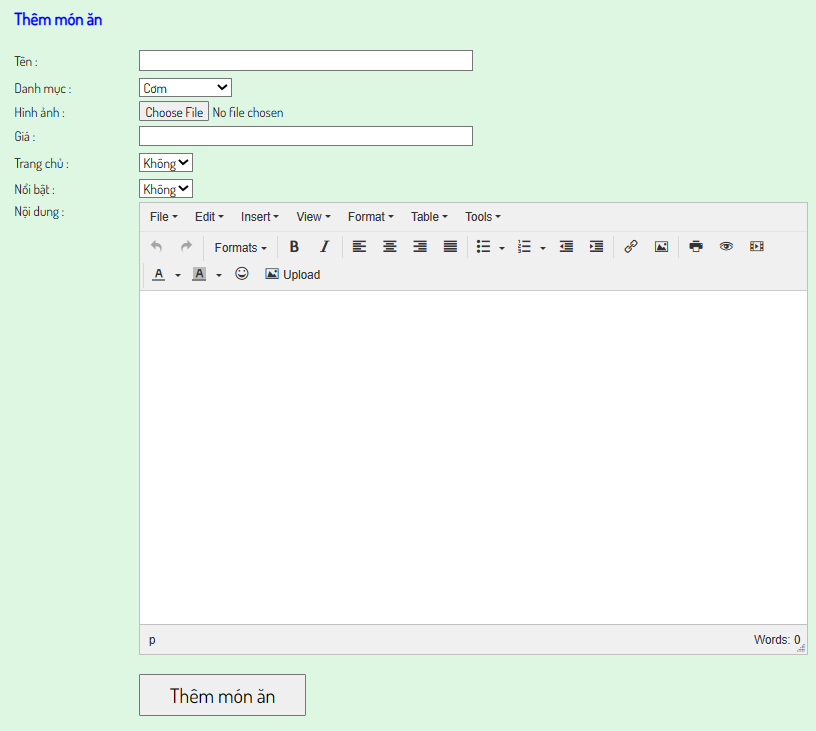 Thêm món ăn
Tên :
Danh mục : Cơm
Hình ảnh : Choose File No file chosen
Giá :
Trang chủ : Không
Nổi bật : Không
Nội dung :
File Edit Insert View Format Table Tools
Formats B I
A A Upload
p Words: 0
Thêm món ăn